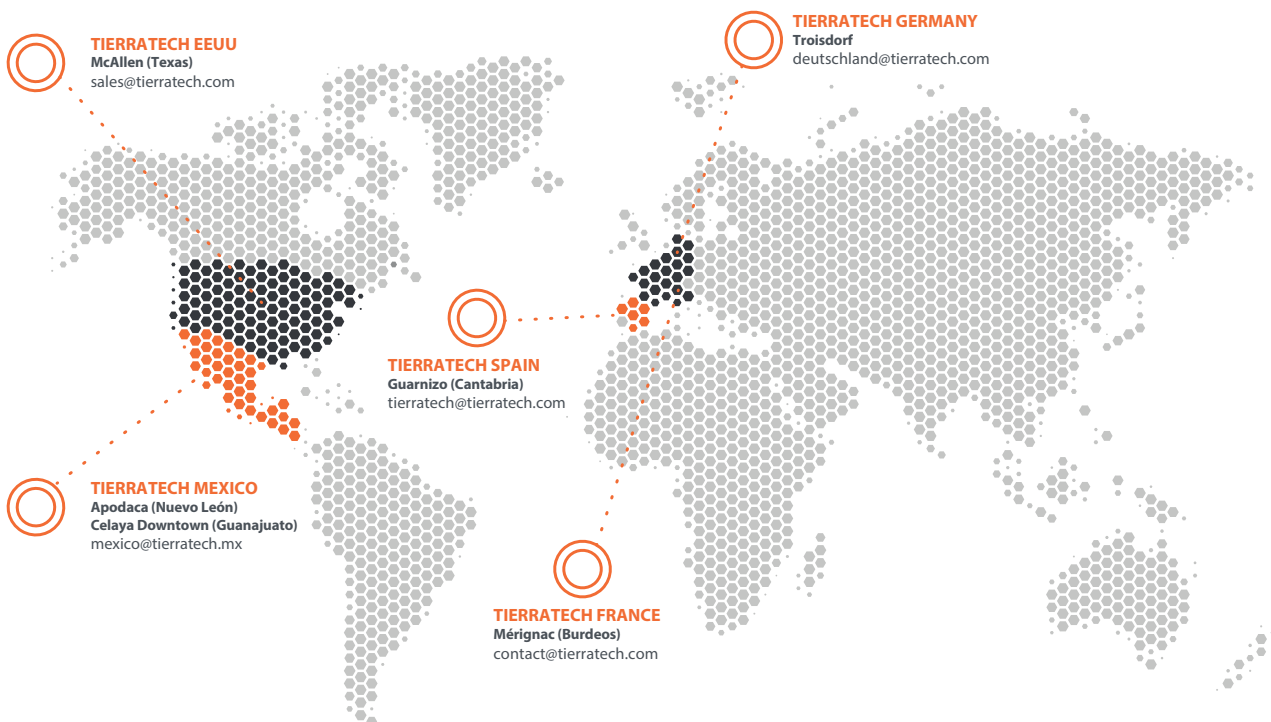 TIERRATECH EEUU
McAllen (Texas)
sales@tierratech.com
TIERRATECH GERMANY
Troisdorf
deutschland@tierratech.com
TIERRATECH SPAIN
Guarnizo (Cantabria)
tierratech@tierratech.com
TIERRATECH MEXICO
Apodaca (Nuevo León)
Celaya Downtown (Guanajuato)
mexico@tierratech.mx
TIERRATECH FRANCE
Mérignac (Burdeos)
contact@tierratech.com